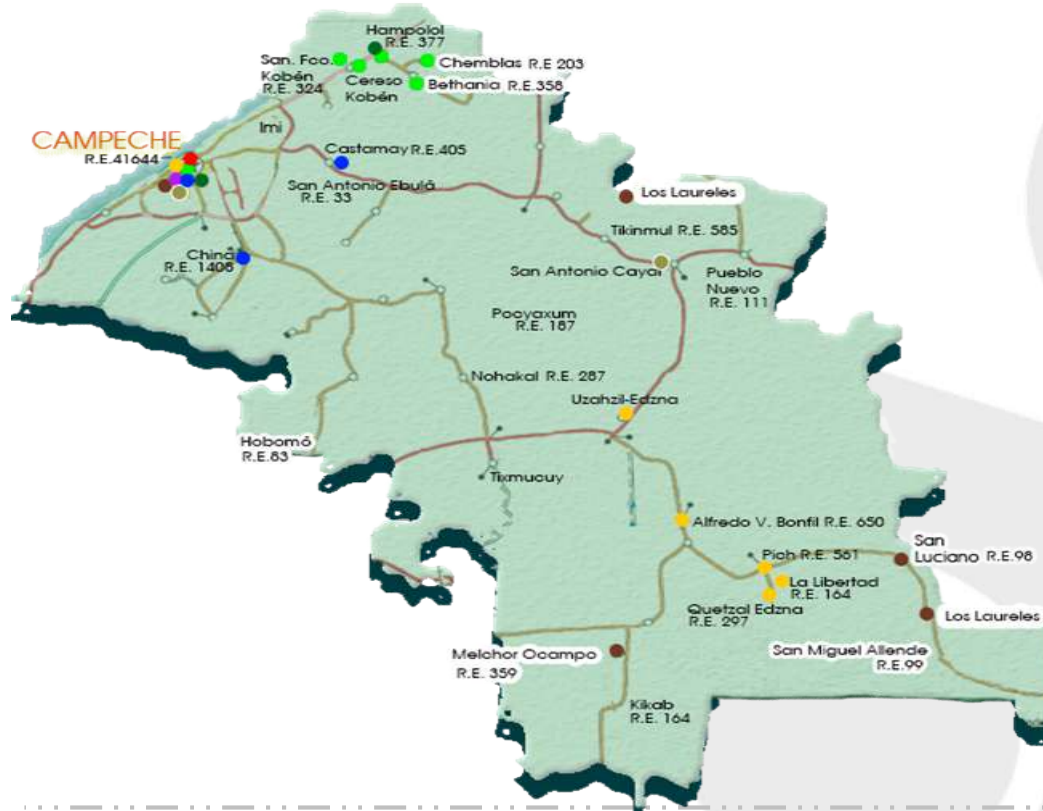 Hampolol
R.E. 377
San. Fco.
Kobén
R.E. 324
Cereso
Kobén
Chemblas R.E 203
Bethania R.E.358
Imi
CAMPECHE
R.E.41644
Castamay R.E.405
San Antonio Ebulá
R.E. 33
Los Laureles
Tikinmul R.E. 585
China
R.E. 1408
San Antonio Cayal
Pueblo
Nuevo
R.E. 111
Pocyaxum
R.E. 187
Nohakal R.E. 287
Uzahzil-Edzna
Hobomó
R.E.83
Tixmucuy
Alfredo V. Bonfil R.E. 650
San
Luciano R.E.98
Pich R.E. 561
La Libertad
R.E. 164
Quetzal Edzna
R.E. 297
Los Laureles
Melchor Ocampo
R.E. 359
San Miguel Allende
R.E.99
Kikab
R.E. 164